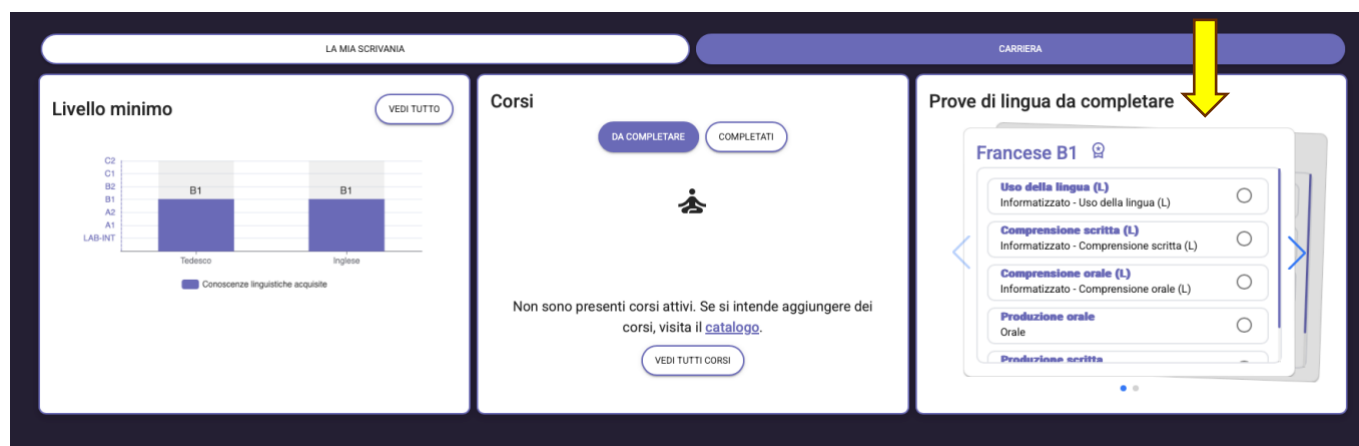 LA MIA SCRIVANIA
CARRIERA
Livello minimo
VEDI TUTTO
C2
C1
B2
B1
A2
A1
LAB-INT
B1
B1
Tedesco
Inglese
Conoscenze linguistiche acquisite
Corsi
DA COMPLETARE
COMPLETATI
Non sono presenti corsi attivi. Se si intende aggiungere dei
corsi, visita il catalogo.
VEDI TUTTI CORSI
Prove di lingua da completare
Francese B1
Uso della lingua (L)
Informatizzato - Uso della lingua (L)
Comprensione scritta (L)
Informatizzato - Comprensione scritta (L)
Comprensione orale (L)
Informatizzato - Comprensione orale (L)
Produzione orale
Orale
Produzione scritta